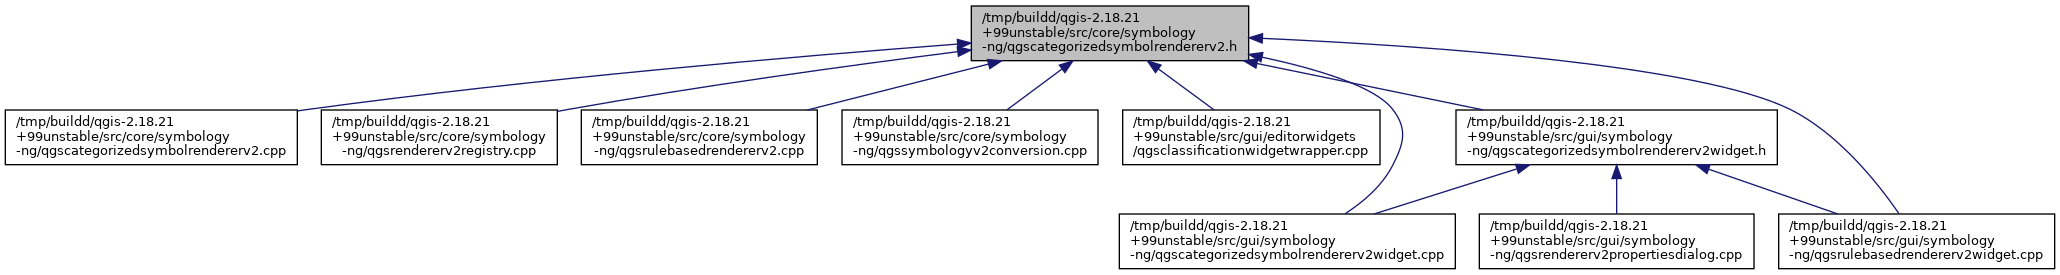 /tmp/buildd/qgis-2.18.21
+99unstable/src/core/symbology
-ng/qgscategorizedsymbolrendererv2.h
/tmp/buildd/qgis-2.18.21
+99unstable/src/core/symbology
-ng/qgscategorizedsymbolrendererv2.cpp
/tmp/buildd/qgis-2.18.21
+99unstable/src/core/symbology
-ng/qgsrendererv2registry.cpp
/tmp/buildd/qgis-2.18.21
+99unstable/src/core/symbology
-ng/qgsrulebasedrendererv2.cpp
/tmp/buildd/qgis-2.18.21
+99unstable/src/core/symbology
-ng/qgssymbologyv2conversion.cpp
/tmp/buildd/qgis-2.18.21
+99unstable/src/gui/editorwidgets
/qgsclassificationwidgetwrapper.cpp
/tmp/buildd/qgis-2.18.21
+99unstable/src/gui/symbology
-ng/qgscategorizedsymbolrendererv2widget.h
/tmp/buildd/qgis-2.18.21
+99unstable/src/gui/symbology
-ng/qgscategorizedsymbolrendererv2widget.cpp
/tmp/buildd/qgis-2.18.21
+99unstable/src/gui/symbology
-ng/qgsrendererv2propertiesdialog.cpp
/tmp/buildd/qgis-2.18.21
+99unstable/src/gui/symbology
-ng/qgsrulebasedrendererv2widget.cpp